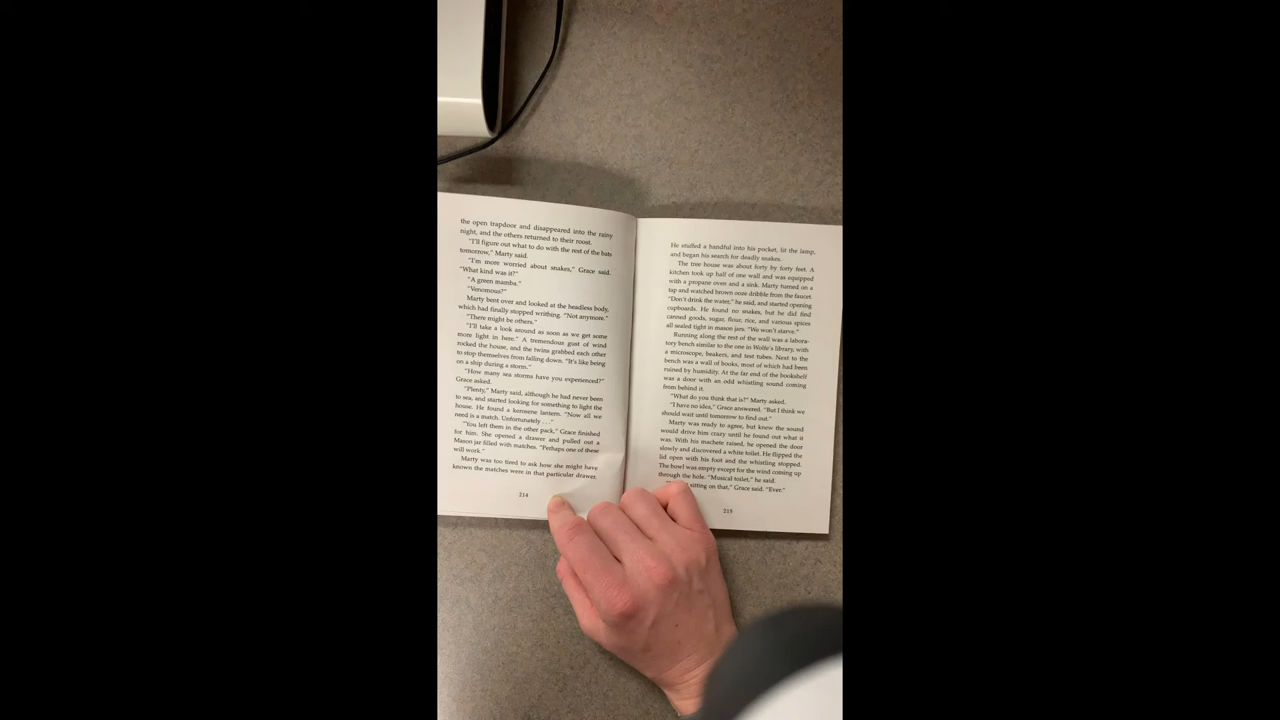 the open trapdoor and disappeared into the rainy
night, and the others returned to their roost.
"I'll figure out what to do with the rest of the bats
tomorrow," Marty said.
"I'm more worried about snakes," Grace said.
"What kind was it?"
"A green mamba."
"Venomous?"
Marty bent over and looked at the headless body,
which had finally stopped writhing. "Not anymore."
"There might be others."
"I'll take a look around as soon as we get some
more light in here." A tremendous gust of wind
rocked the house, and the twins grabbed each other
to stop themselves from falling down. "It's like being
on a ship during a storm."
"How many sea storms have you experienced?"
Grace asked.
"Plenty," Marty said, although he had never been
to sea, and started looking for something to light the
house. He found a kerosene lantern. "Now all we
need is a match. Unfortunately . . ."
"You left them in the other pack," Grace finished
for him. She opened a drawer and pulled out a
Mason jar filled with matches. "Perhaps one of these
will work."
Marty was too tired to ask how she might have
known the matches were in that particular drawer.
214
He stuffed a handful into his pocket, lit the lamp,
and began his search for deadly snakes.
The tree house was about forty by forty feet. A
kitchen took up half of one wall and was equipped
with a propane oven and a sink. Marty turned on a
tap and watched brown ooze dribble from the faucet
"Don't drink the water," he said, and started opening
cupboards. He found no snakes, but he did find
canned goods, sugar, flour, rice, and various spices
all sealed tight in mason jars. "We won't starve."
Running along the rest of the wall was a labora-
tory bench similar to the one in Wolfe's library, with
a microscope, beakers, and test tubes. Next to the
bench was a wall of books, most of which had been
ruined by humidity. At the far end of the bookshelf
was a door with an odd whistling sound coming
from behind it.
"What do you think that is?" Marty asked.
"I have no idea," Grace answered. "But I think we
should wait until tomorrow to find out."
Marty was ready to agree, but knew the sound
would drive him crazy until he found out what it
was. With his machete raised, he opened the door
slowly and discovered a white toilet. He flipped the
lid open with his foot and the whistling stopped.
The bowl was empty except for the wind coming up
through the hole. "Musical toilet," he said.
sitting on that," Grace said. "Ever."
215